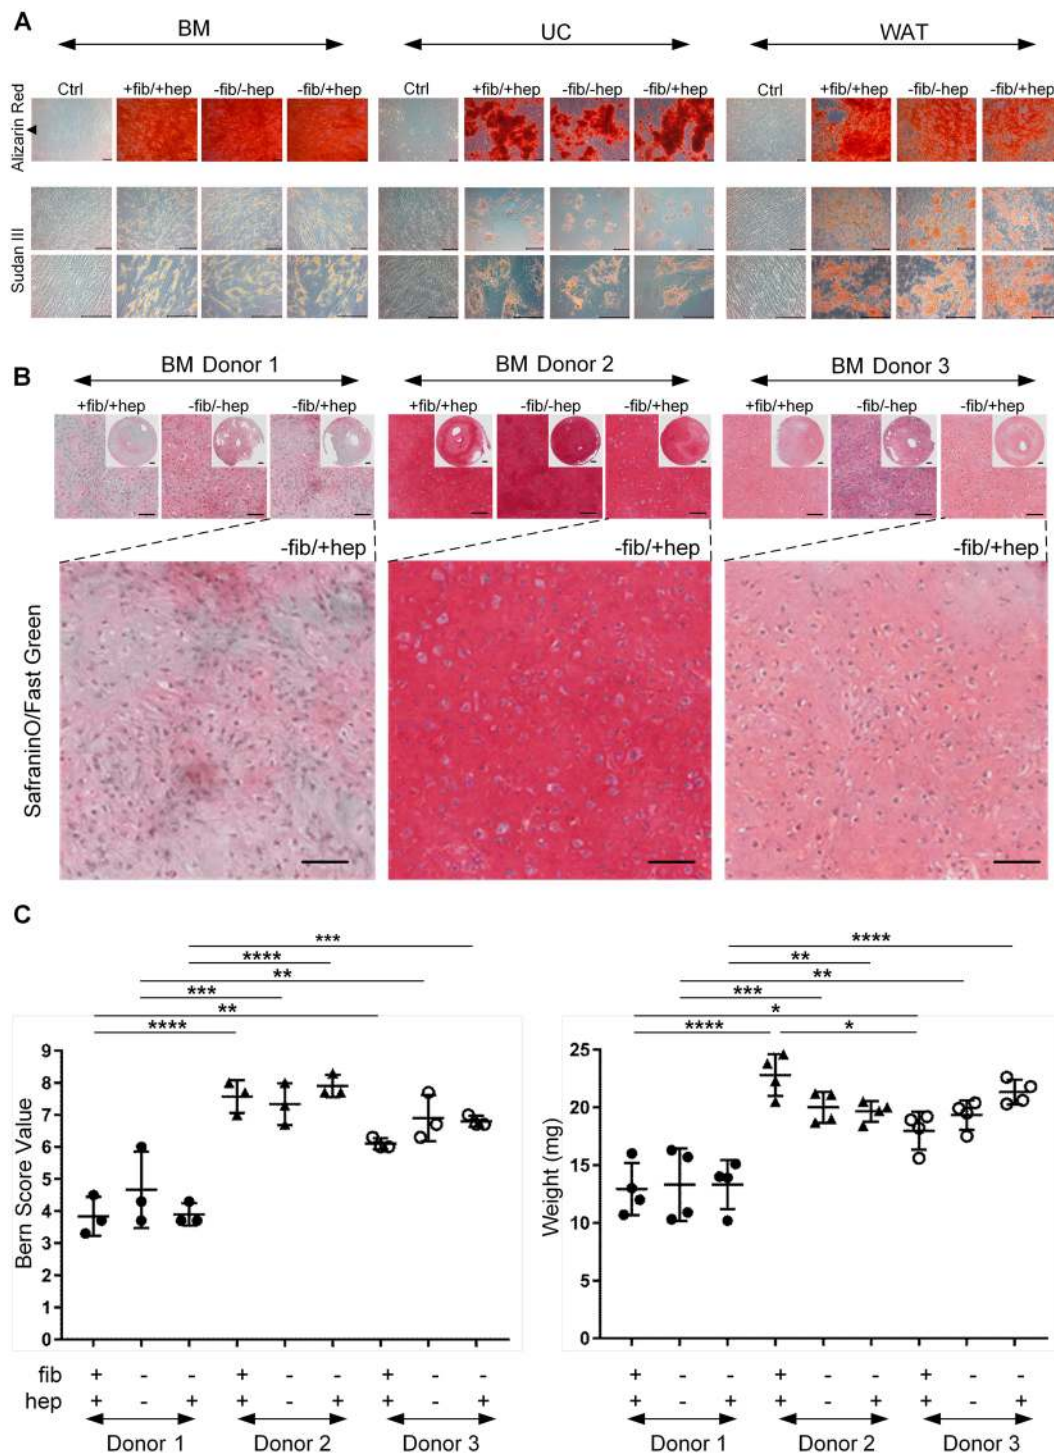 A
BM UC WAT
Ctrl +fib/+hep -fib/-hep -fib/+hep Ctrl +fib/+hep -fib/-hep -fib/+hep Ctrl +fib/+hep -fib/-hep -fib/+hep
Alizarin Red
Sudan III
B
BM Donor 1 BM Donor 2 BM Donor 3
+fib/+hep -fib/-hep -fib/+hep +fib/+hep -fib/-hep -fib/+hep +fib/+hep -fib/-hep -fib/+hep
-fib/+hep -fib/+hep -fib/+hep
SafraninO/Fast Green
C
*** ****
**** **
** **
*** ***
** *
**** **** *
Bern Score Value
9
8
7
6
5
4
3
2
1
0
Weight (mg)
25
20
15
10
5
0
fib + - - + - - + - - + - - + - - + - -
hep + - + + - + + - + + - + + - + + - +
Donor 1 Donor 2 Donor 3 Donor 1 Donor 2 Donor 3